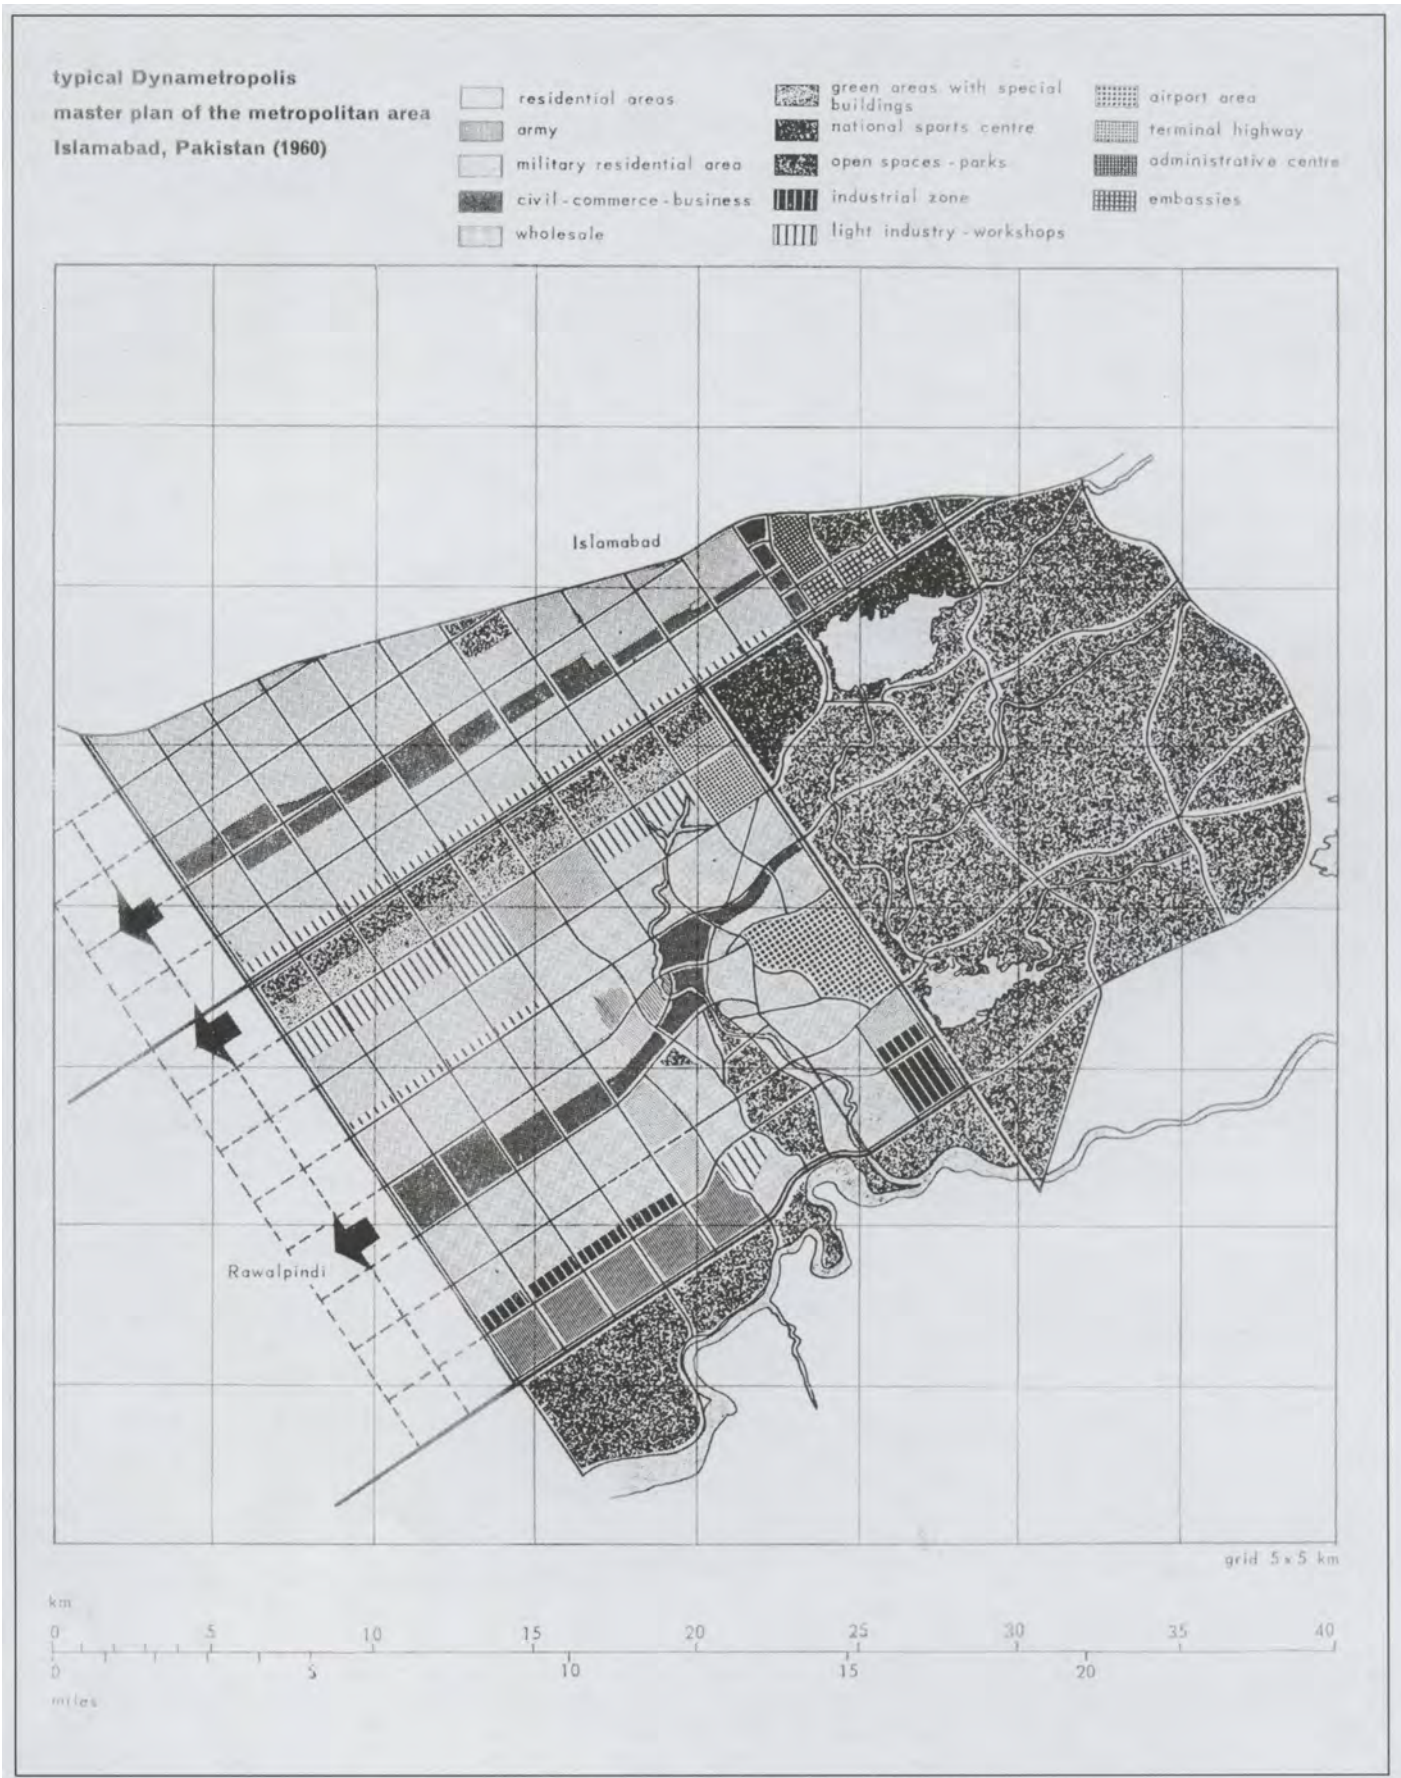 typical Dynametropolis
master plan of the metropolitan area
Islamabad, Pakistan (1960)
residential areas
army
military residential area
civil-commerce-business
wholesale
green areas with special
buildings
national sports centre
open spaces-parks
industrial zone
light industry-workshops
airport area
terminal highway
administrative centre
embassies
Islamabad
Rawalpindi
grid 5x5 km
km
0 5 10 15 20 25 30 35 40
0 5 10 15 20
miles